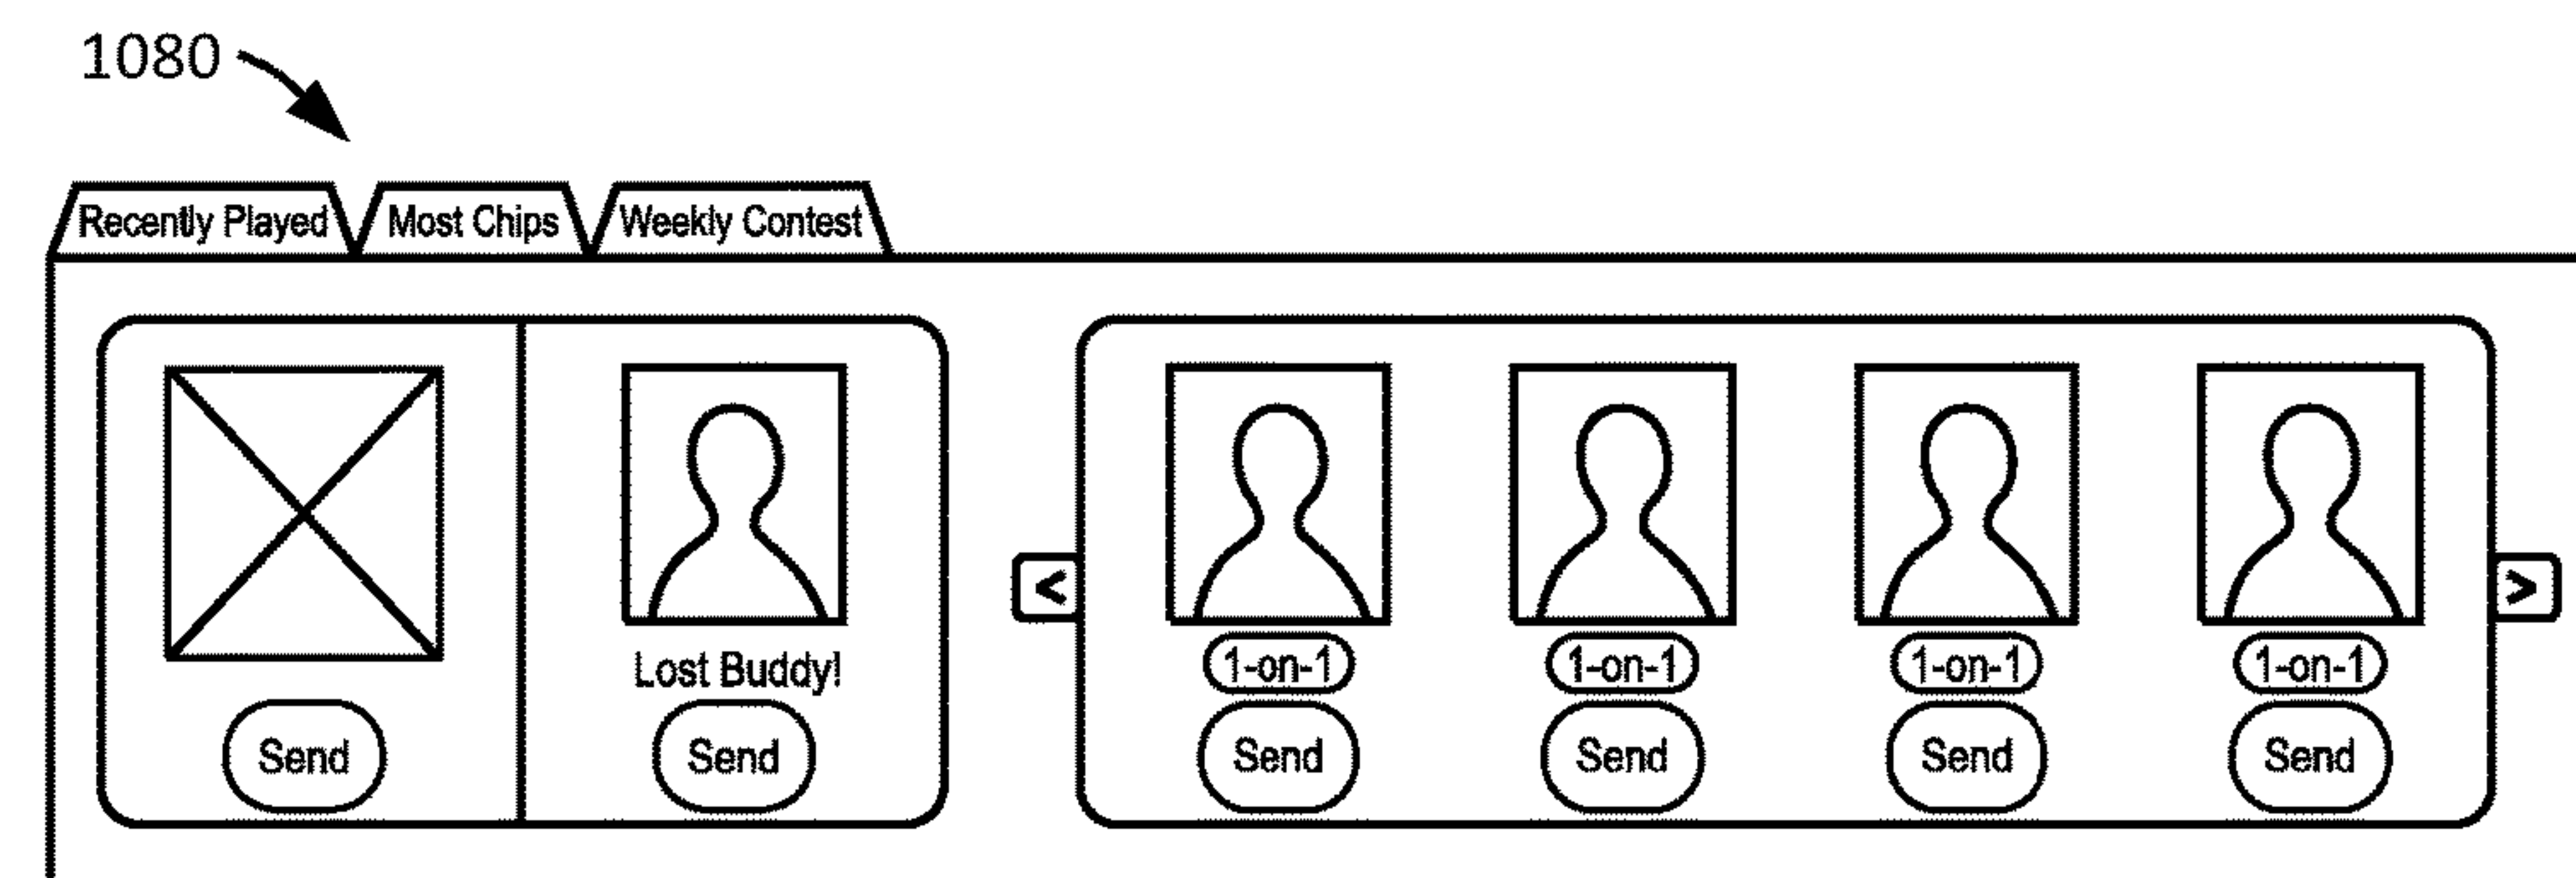 1080
Recently Played Most Chips Weekly Contest
< >
Lost Buddy! 1-on-1 1-on-1 1-on-1 1-on-1
Send Send Send Send Send Send